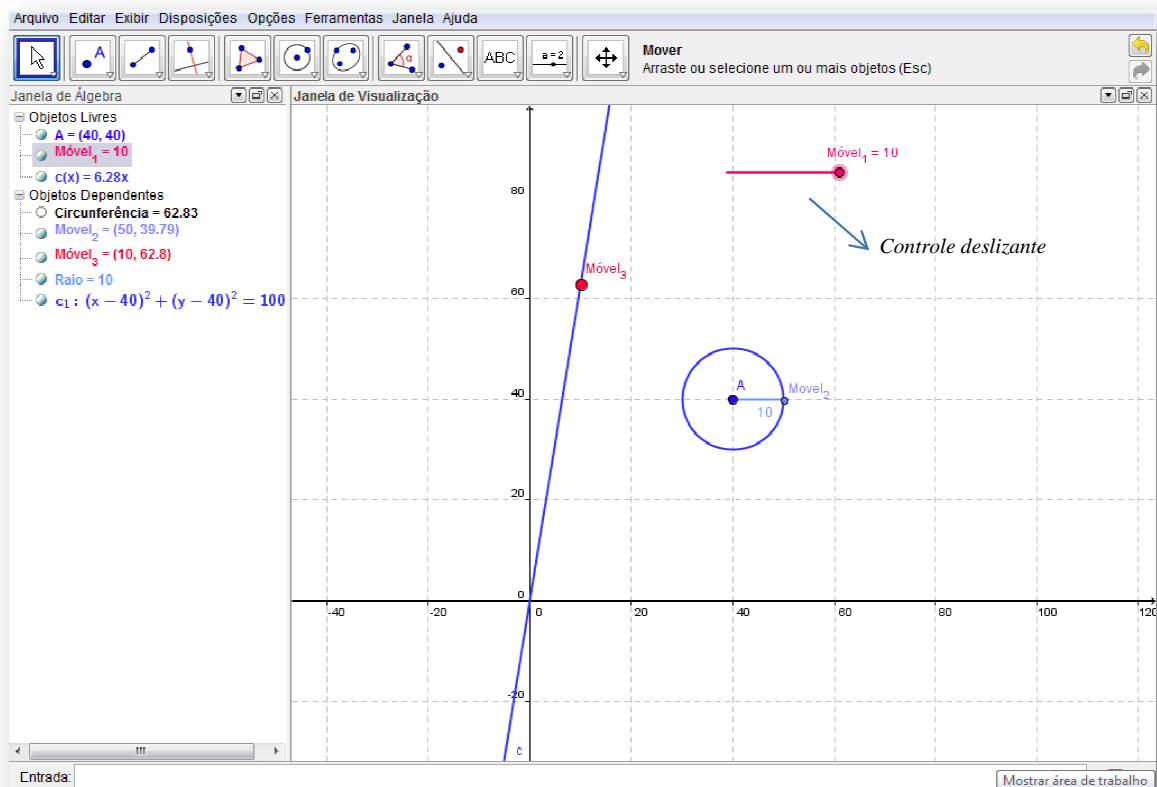 Arquivo Editar Exibir Disposições Opções Ferramentas Janela Ajuda
A
α
ABC
a = 2
Mover
Arraste ou selecione um ou mais objetos (Esc)
Janela de Álgebra
Janela de Visualização
Objetos Livres
A = (40, 40)
Móvel₁ = 10
c(x) = 6.28x
Objetos Dependentes
Circunferência = 62.83
Movel₂ = (50, 39.79)
Móvel₃ = (10, 62.8)
Raio = 10
c₁ : (x − 40)² + (y − 40)² = 100
Móvel₁ = 10
Controle deslizante
Móvel₃
A
Movel₂
10
80
60
40
20
0
-20
-40
-20
0
20
40
60
80
100
120
c
Entrada:
Mostrar área de trabalho